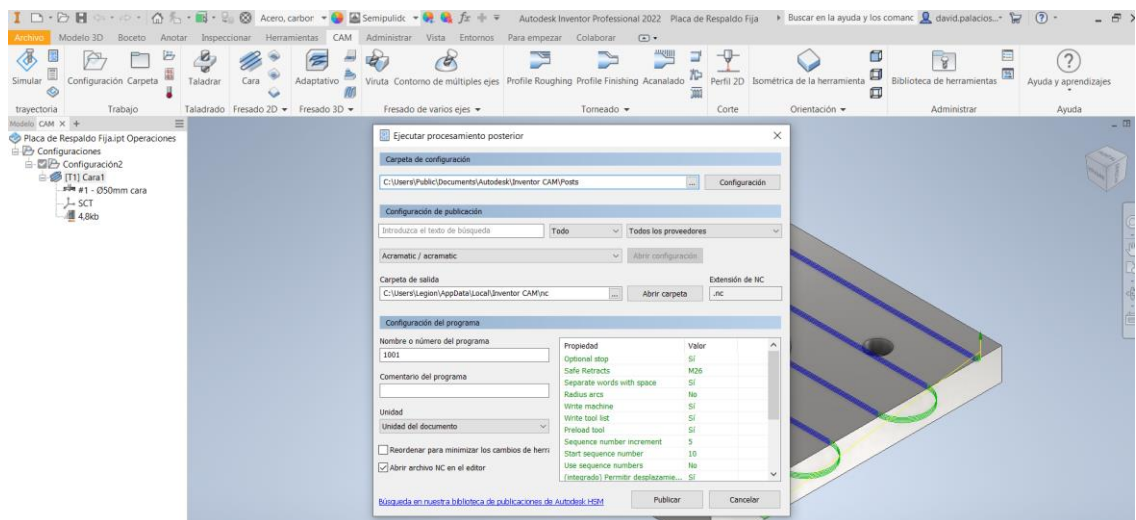 Acero, carbor
Semipulidc
Autodesk Inventor Professional 2022 Placa de Respaldo Fija
Buscar en la ayuda y los comanc
david.palacios...
Archivo Modelo 3D Boceto Anotar Inspeccionar Herramientas CAM Administrar Vista Entornos Para empezar Colaborar
Simular Configuración Carpeta Taladrar Cara Adaptativo Viruta Contorno de múltiples ejes Profile Roughing Profile Finishing Acanalado Perfil 2D Isométrica de la herramienta Biblioteca de herramientas Ayuda y aprendizajes
trayectoria Trabajo Taladrado Fresado 2D Fresado 3D Fresado de varios ejes Torneado Corte Orientación Administrar Ayuda
Modelo CAM × +
Placa de Respaldo Fija.ipt Operaciones
Configuraciones
Configuración2
[T1] Cara1
#1 - Ø50mm cara
SCT
4,8kb
Ejecutar procesamiento posterior
Carpeta de configuración
C:\Users\Public\Documents\Autodesk\Inventor CAM\Posts ... Configuración
Configuración de publicación
Introduzca el texto de búsqueda Todo Todos los proveedores
Acramatic / acramatic Abrir configuración
Carpeta de salida Extensión de NC
C:\Users\Legion\AppData\Local\Inventor CAM\nc ... Abrir carpeta .nc
Configuración del programa
Nombre o número del programa
1001
Comentario del programa
Unidad
Unidad del documento
Reordenar para minimizar los cambios de herra
Abrir archivo NC en el editor
Propiedad Valor
Optional stop Sí
Safe Retracts M26
Separate words with space Sí
Radius arcs No
Write machine Sí
Write tool list Sí
Preload tool Sí
Sequence number increment 5
Start sequence number 10
Use sequence numbers No
(integrado) Permitir desplazamie... Sí
Búsqueda en nuestra biblioteca de publicaciones de Autodesk HSM
Publicar Cancelar